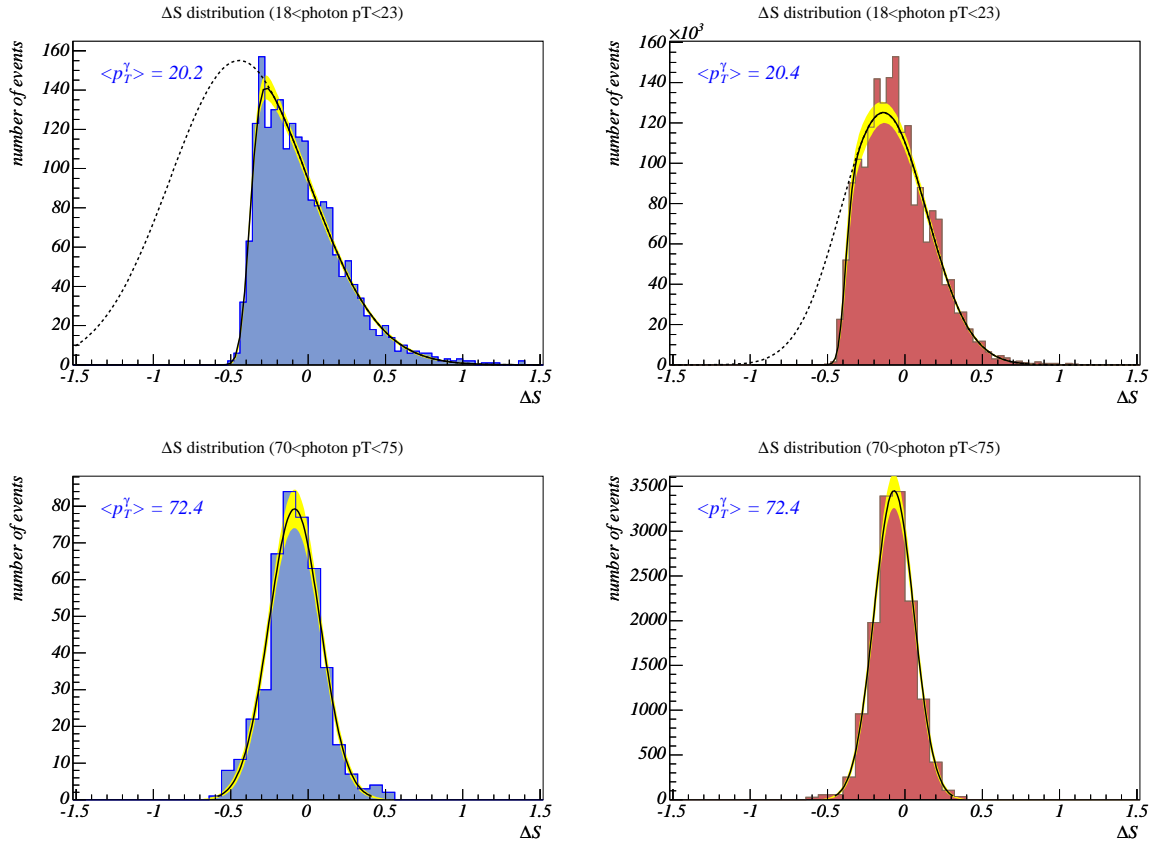 ΔS distribution (18<photon pT<23)
number of events
160
140
120
100
80
60
40
20
0
<p_T^γ> = 20.2
-1.5 -1 -0.5 0 0.5 1 1.5
ΔS
ΔS distribution (18<photon pT<23)
×10³
number of events
160
140
120
100
80
60
40
20
0
<p_T^γ> = 20.4
-1.5 -1 -0.5 0 0.5 1 1.5
ΔS
ΔS distribution (70<photon pT<75)
number of events
80
70
60
50
40
30
20
10
0
<p_T^γ> = 72.4
-1.5 -1 -0.5 0 0.5 1 1.5
ΔS
ΔS distribution (70<photon pT<75)
number of events
3500
3000
2500
2000
1500
1000
500
0
<p_T^γ> = 72.4
-1.5 -1 -0.5 0 0.5 1 1.5
ΔS